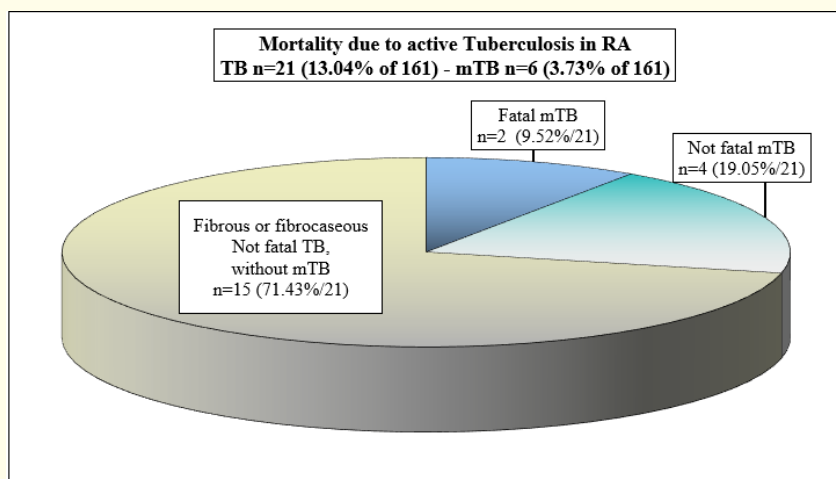 Mortality due to active Tuberculosis in RA
TB n=21 (13.04% of 161) - mTB n=6 (3.73% of 161)
Fatal mTB
n=2 (9.52%/21)
Not fatal mTB
n=4 (19.05%/21)
Fibrous or fibrocaseous
Not fatal TB,
without mTB
n=15 (71.43%/21)